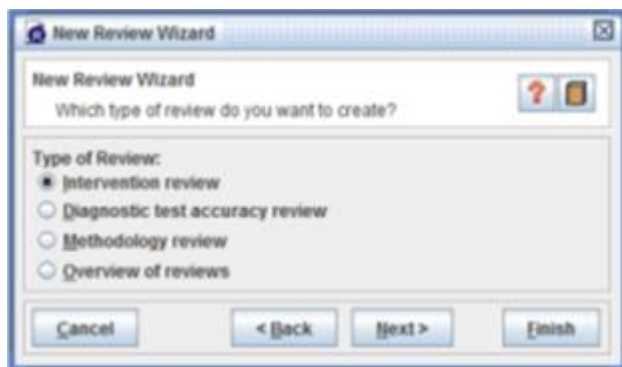 New Review Wizard
New Review Wizard
Which type of review do you want to create?
?
Type of Review:
Intervention review
Diagnostic test accuracy review
Methodology review
Overview of reviews
Cancel
< Back
Next >
Finish